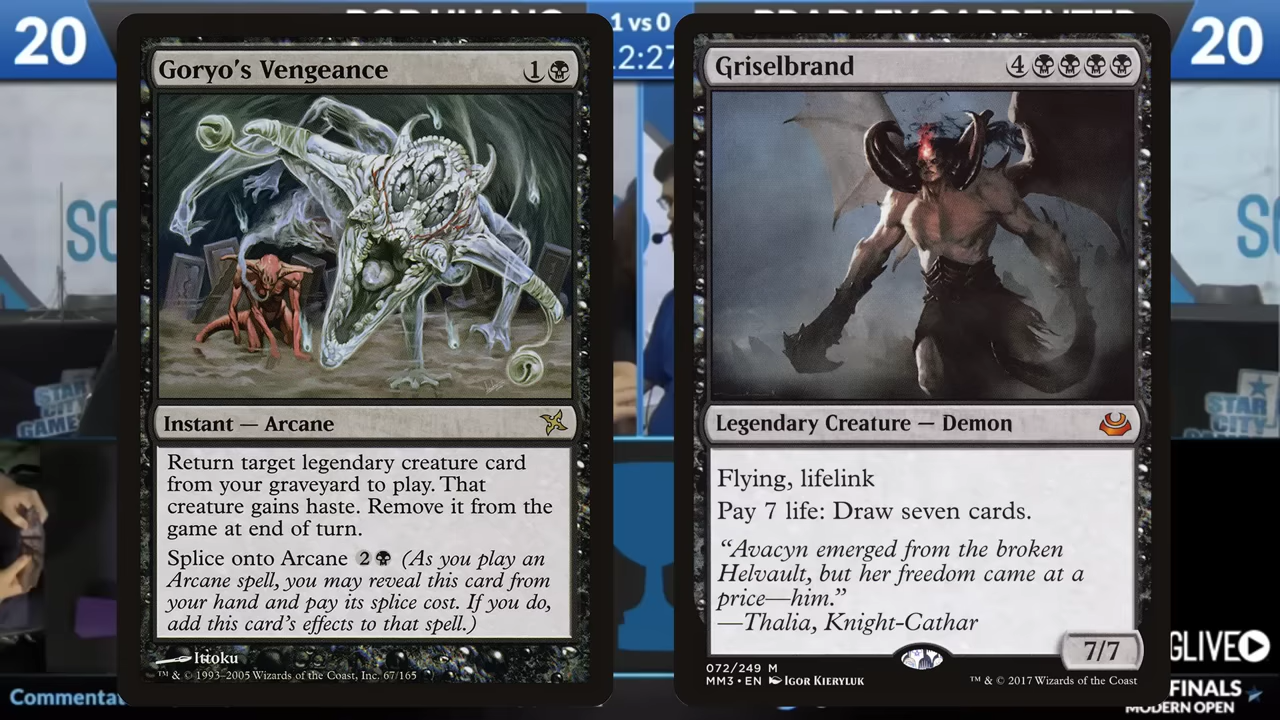 20
1 vs 0
2:27
20
Goryo's Vengeance
1
Instant — Arcane
Return target legendary creature card
from your graveyard to play. That
creature gains haste. Remove it from the
game at end of turn.
Splice onto Arcane 2 (As you play an
Arcane spell, you may reveal this card from
your hand and pay its splice cost. If you do,
add this card's effects to that spell.)
Ittoku
™ & © 1993–2005 Wizards of the Coast, Inc. 67/165
Griselbrand
4
Legendary Creature — Demon
Flying, lifelink
Pay 7 life: Draw seven cards.
“Avacyn emerged from the broken
Helvault, but her freedom came at a
price—him.”
—Thalia, Knight-Cathar
7/7
072/249 M
MM3 • EN Igor Kieryluk
™ & © 2017 Wizards of the Coast
SC
S
STAR
CITY
GAMES
STAR
CITY
GLIVE
Commenta
FINALS
MODERN OPEN